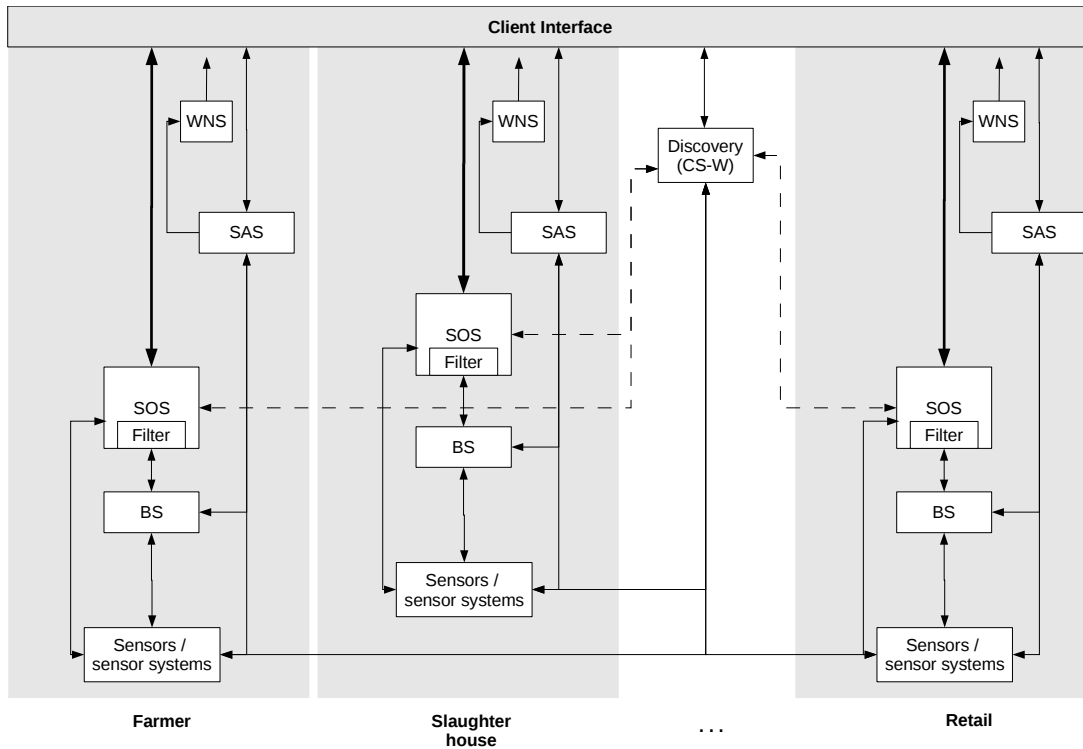 Client Interface
WNS
WNS
WNS
Discovery
(CS-W)
SAS
SAS
SAS
SOS
Filter
SOS
Filter
SOS
Filter
BS
BS
BS
Sensors /
sensor systems
Sensors /
sensor systems
Sensors /
sensor systems
Farmer
Slaughter
house
...
Retail